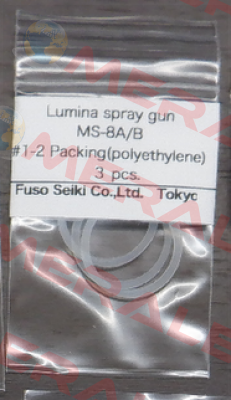 Lumina spray gun
MS-8A/B
#1-2 Packing(polyethylene)
3 pcs.
Fuso Seiki Co.,Ltd. Tokyo